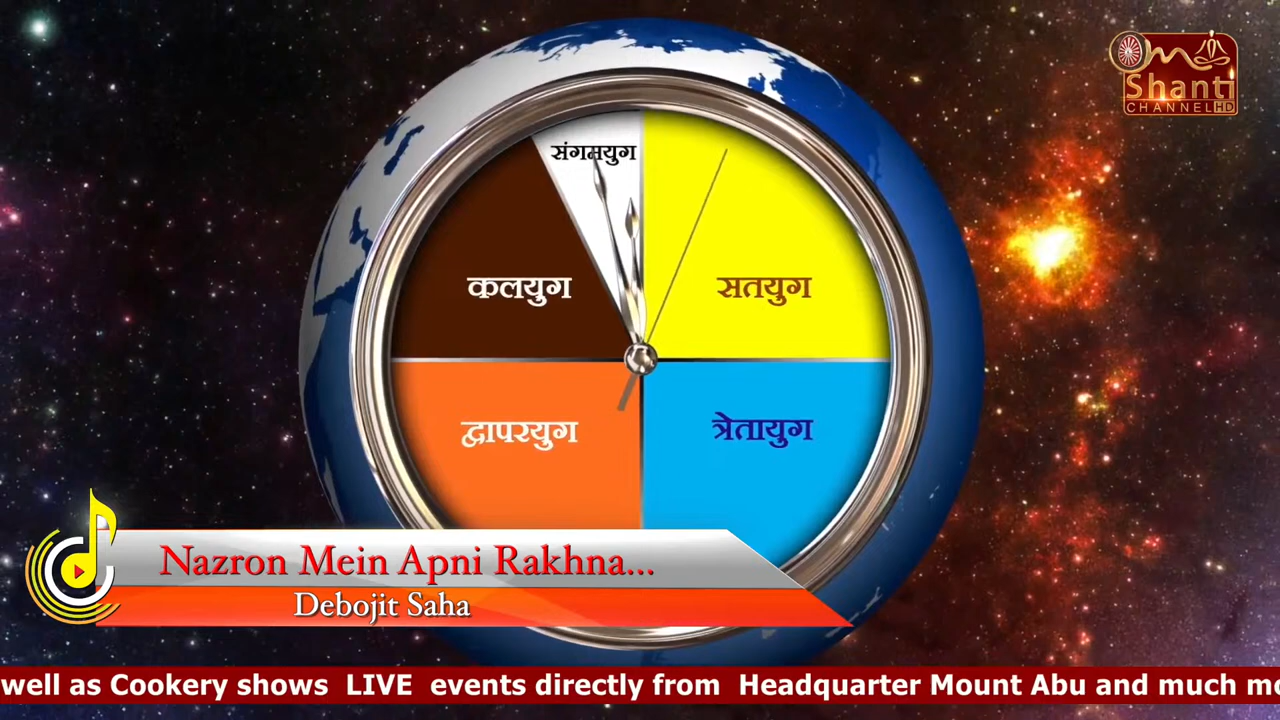 Om
Shanti
CHANNEL HD
संगमयुग
कलयुग
सतयुग
द्वापरयुग
त्रेतायुग
Nazron Mein Apni Rakhna...
Debojit Saha
well as Cookery shows LIVE events directly from Headquarter Mount Abu and much